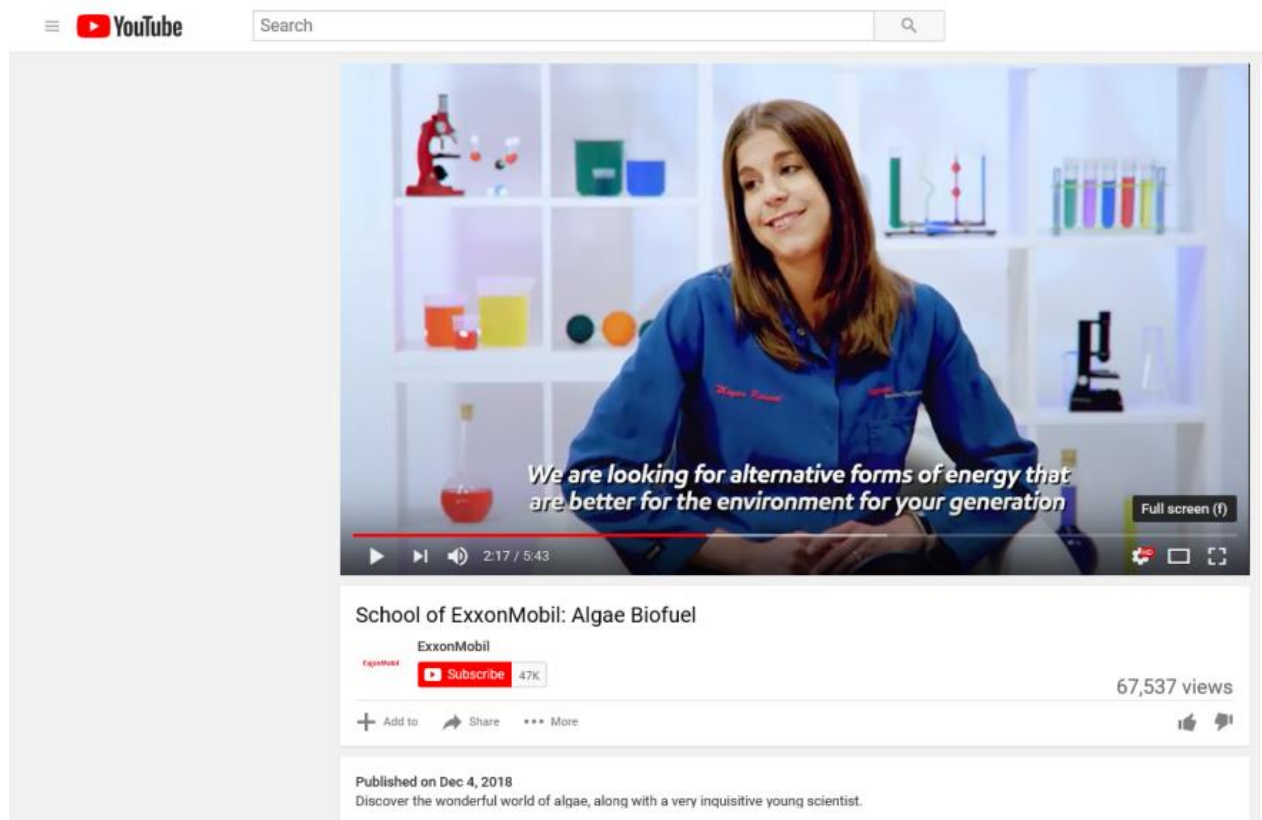 YouTube
Search
We are looking for alternative forms of energy that
are better for the environment for your generation
Full screen (f)
2:17 / 5:43
HD
School of ExxonMobil: Algae Biofuel
ExxonMobil
ExxonMobil
Subscribe 47K
67,537 views
Add to Share More
Published on Dec 4, 2018
Discover the wonderful world of algae, along with a very inquisitive young scientist.